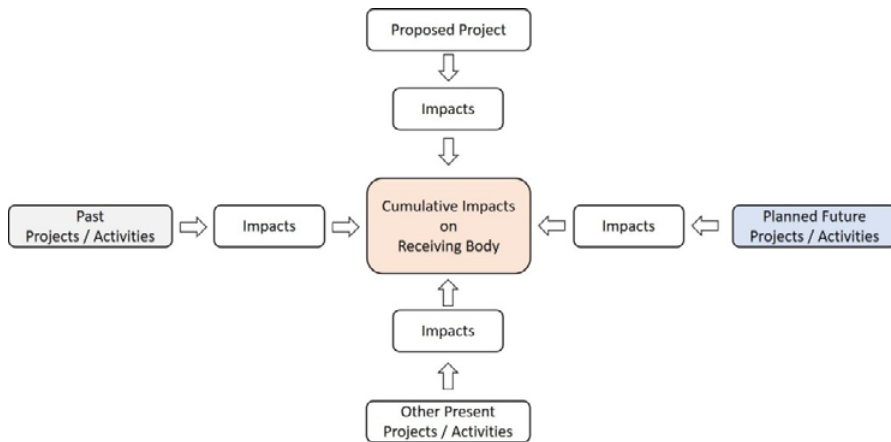 Proposed Project
Impacts
Past
Projects / Activities
Impacts
Cumulative Impacts
on
Receiving Body
Impacts
Planned Future
Projects / Activities
Impacts
Other Present
Projects / Activities